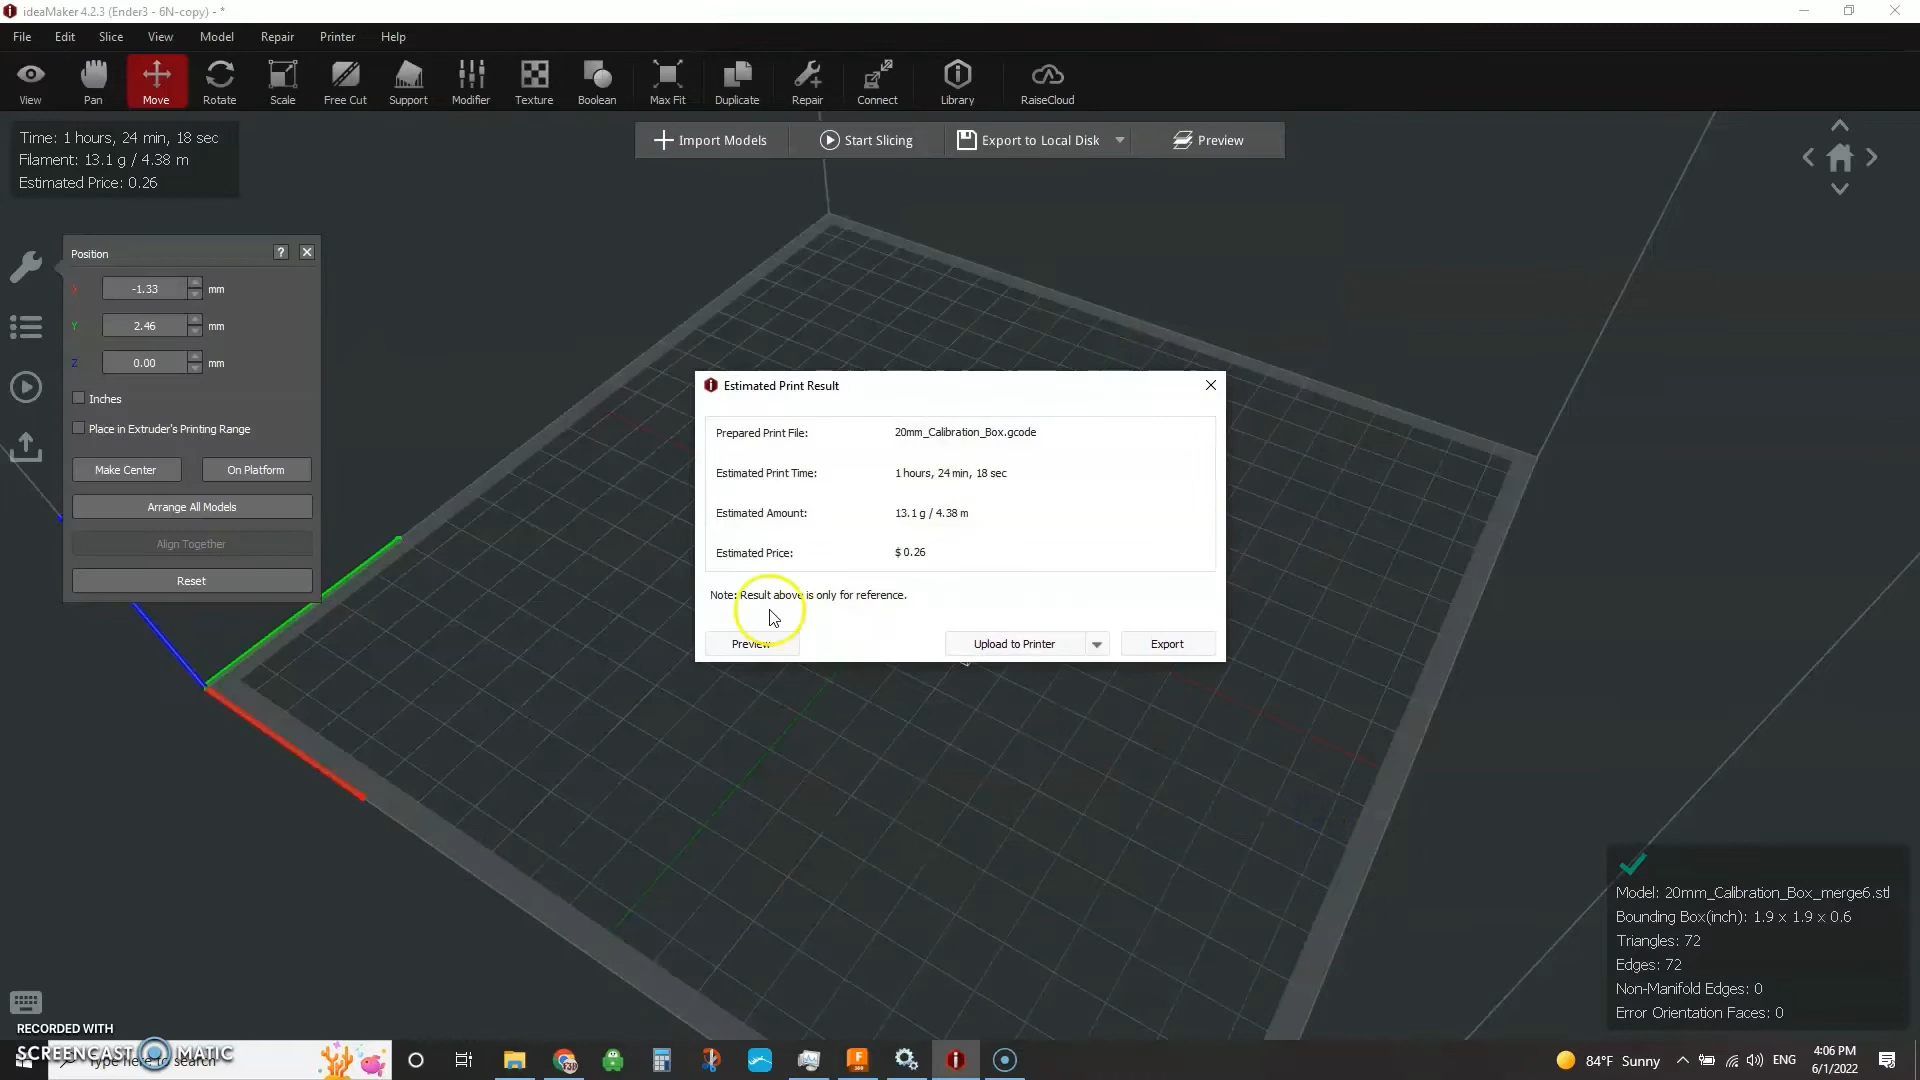 ideaMaker 4.2.3 (Ender3 - 6N-copy) - *
File Edit Slice View Model Repair Printer Help
View Pan Move Rotate Scale Free Cut Support Modifier Texture Boolean Max Fit Duplicate Repair Connect Library RaiseCloud
Time: 1 hours, 24 min, 18 sec
Filament: 13.1 g / 4.38 m
Estimated Price: 0.26
Import Models Start Slicing Export to Local Disk Preview
Position ?
X -1.33 mm
Y 2.46 mm
Z 0.00 mm
Inches
Place in Extruder's Printing Range
Make Center On Platform
Arrange All Models
Align Together
Reset
Estimated Print Result
Prepared Print File: 20mm_Calibration_Box.gcode
Estimated Print Time: 1 hours, 24 min, 18 sec
Estimated Amount: 13.1 g / 4.38 m
Estimated Price: $ 0.26
Note: Result above is only for reference.
Preview Upload to Printer Export
Model: 20mm_Calibration_Box_merge6.stl
Bounding Box(inch): 1.9 x 1.9 x 0.6
Triangles: 72
Edges: 72
Non-Manifold Edges: 0
Error Orientation Faces: 0
RECORDED WITH
SCREENCAST MATIC
Type here to search
84°F Sunny ENG 4:06 PM
6/1/2022